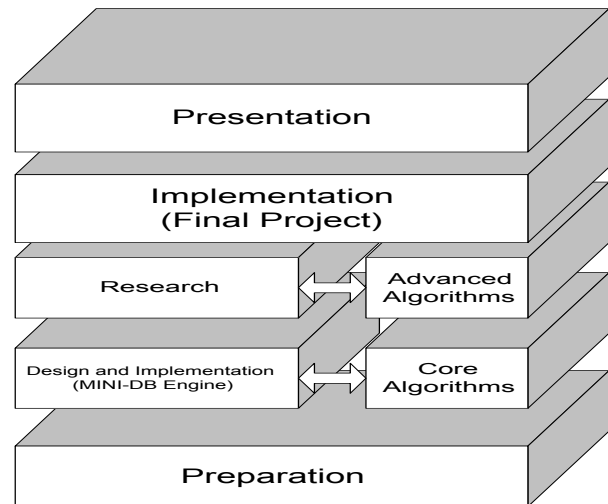 Presentation
Implementation
(Final Project)
Research
Advanced
Algorithms
Design and Implementation
(MINI-DB Engine)
Core
Algorithms
Preparation